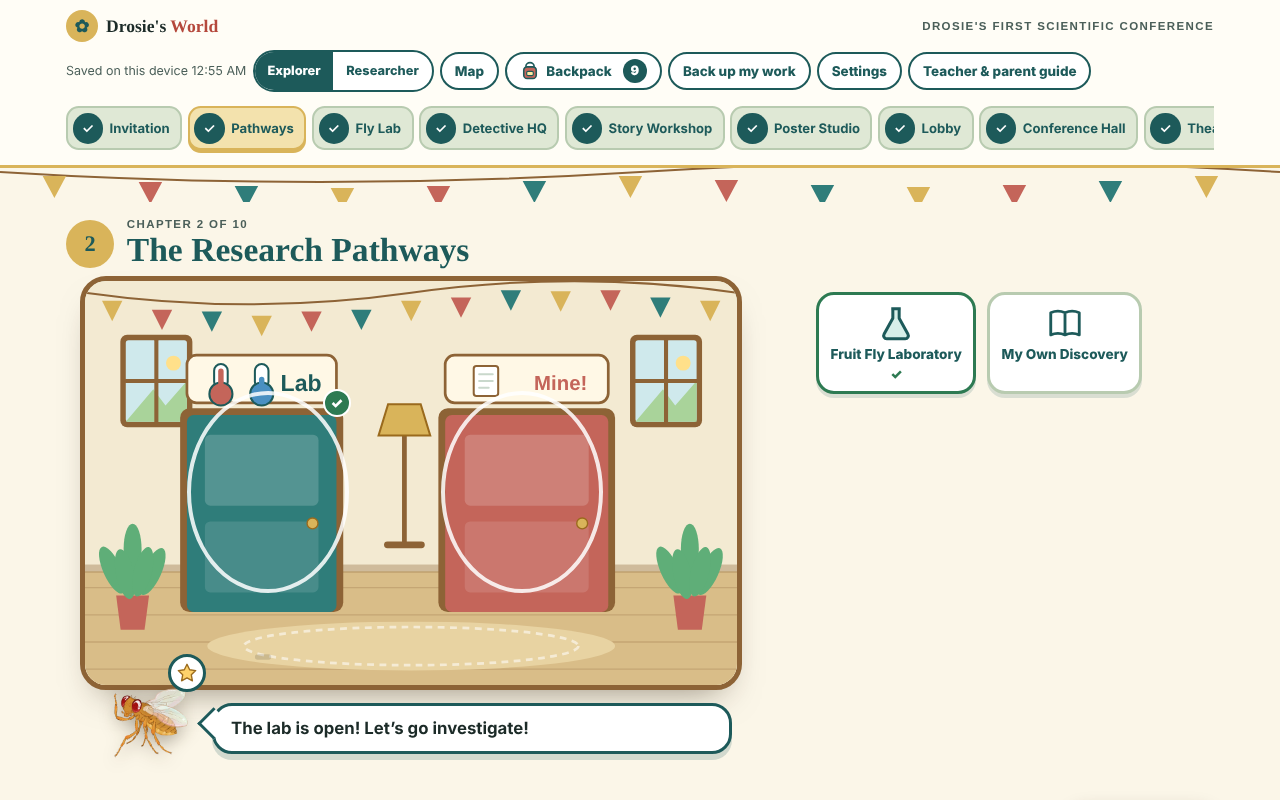 Drosie's World
DROSIE'S FIRST SCIENTIFIC CONFERENCE
Saved on this device 12:55 AM
Explorer
Researcher
Map
Backpack 9
Back up my work
Settings
Teacher & parent guide
Invitation
Pathways
Fly Lab
Detective HQ
Story Workshop
Poster Studio
Lobby
Conference Hall
2
CHAPTER 2 OF 10
The Research Pathways
Lab
Mine!
Fruit Fly Laboratory
My Own Discovery
The lab is open! Let’s go investigate!